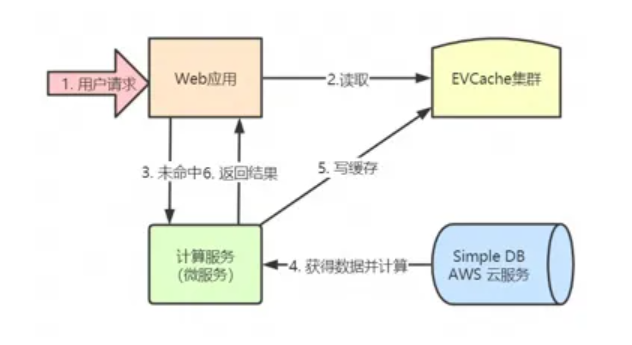 1. 用户请求
Web应用
2.读取
EVCache集群
3. 未命中
6. 返回结果
5. 写缓存
计算服务
（微服务）
4. 获得数据并计算
Simple DB
AWS 云服务